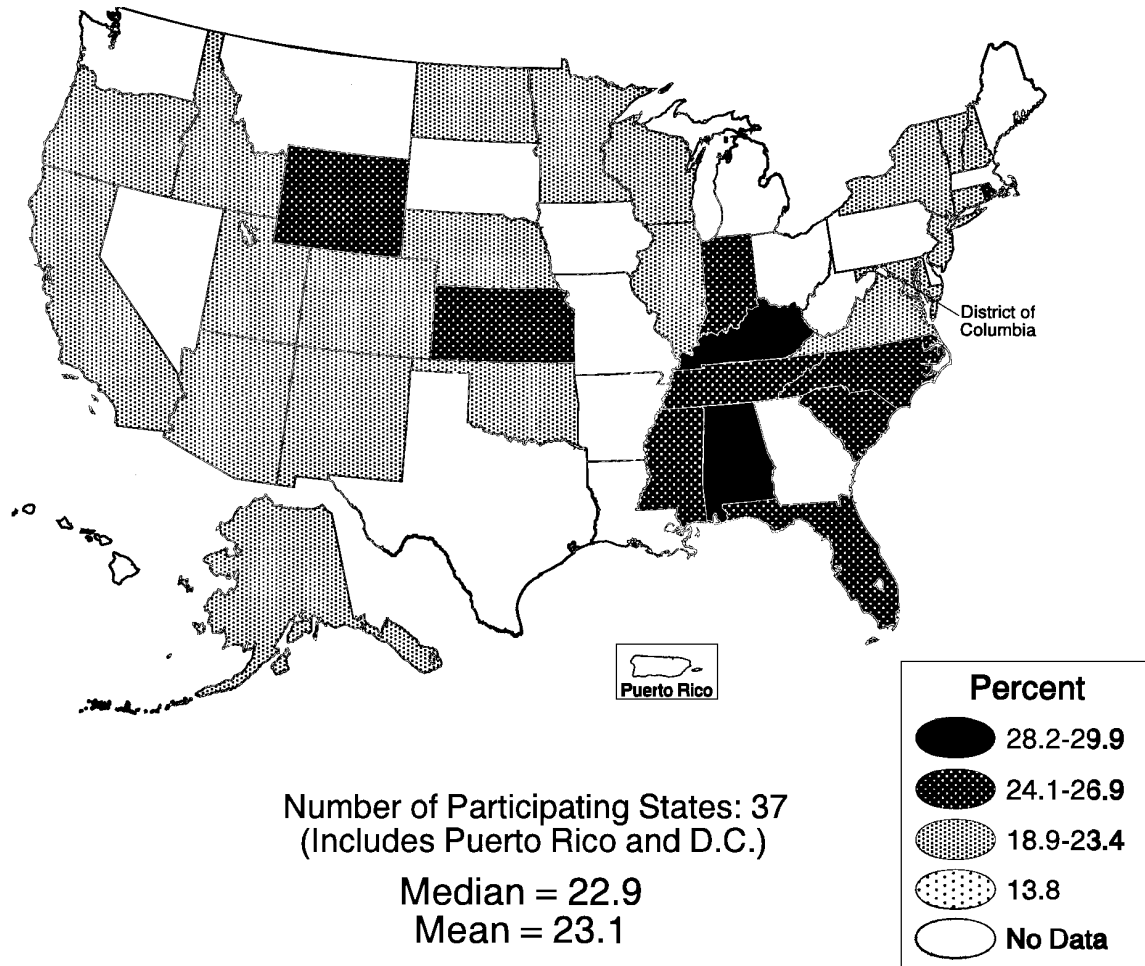 District of
Columbia
Puerto Rico
Percent
28.2-29.9
24.1-26.9
18.9-23.4
13.8
No Data
Number of Participating States: 37
(Includes Puerto Rico and D.C.)
Median = 22.9
Mean = 23.1